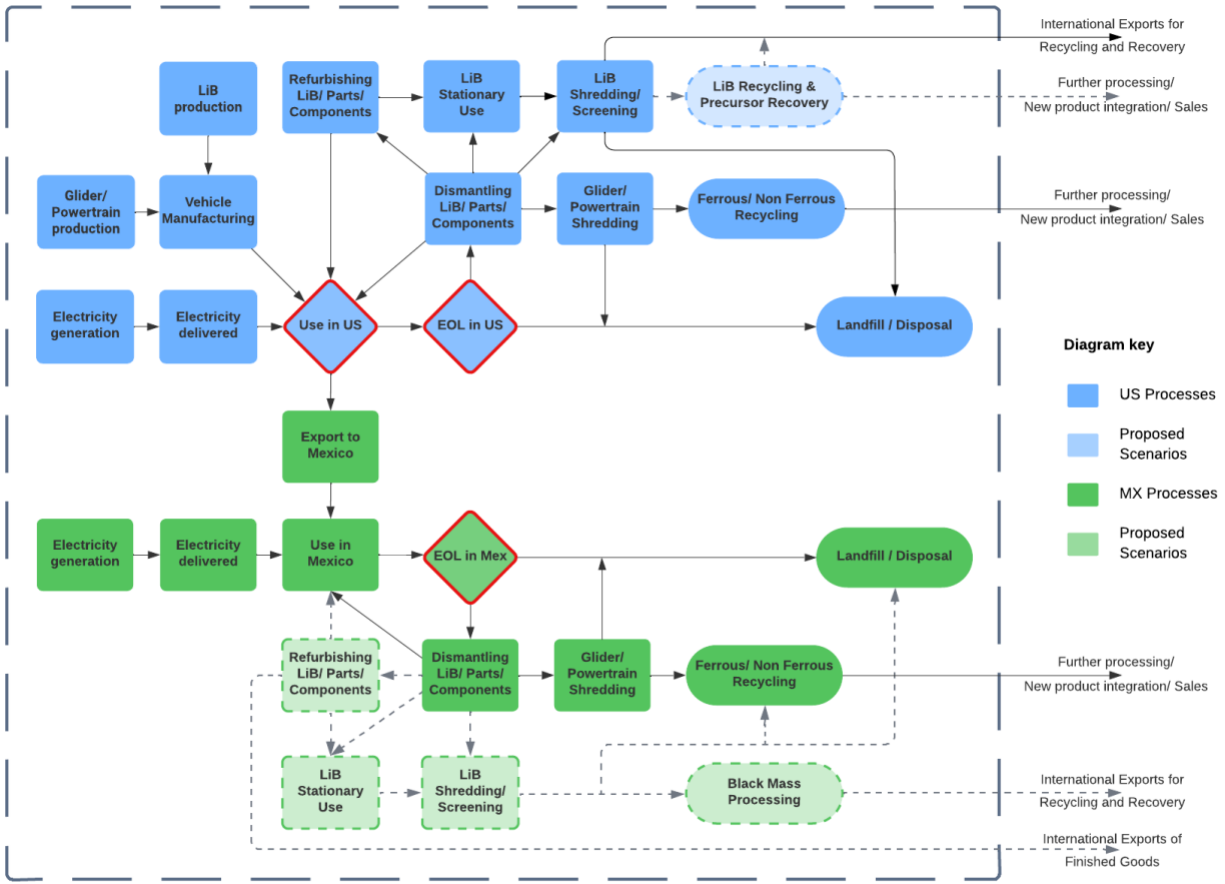 International Exports for
Recycling and Recovery
LiB
production
Refurbishing
LiB/ Parts/
Components
LiB
Stationary
Use
LiB
Shredding/
Screening
LiB Recycling &
Precursor Recovery
Further processing/
New product integration/ Sales
Glider/
Powertrain
production
Vehicle
Manufacturing
Dismantling
LiB/ Parts/
Components
Glider/
Powertrain
Shredding
Ferrous/ Non Ferrous
Recycling
Further processing/
New product integration/ Sales
Electricity
generation
Electricity
delivered
Use in US
EOL in US
Landfill / Disposal
Diagram key
US Processes
Proposed
Scenarios
MX Processes
Proposed
Scenarios
Export to
Mexico
Electricity
generation
Electricity
delivered
Use in
Mexico
EOL in Mex
Landfill / Disposal
Refurbishing
LiB/ Parts/
Components
Dismantling
LiB/ Parts/
Components
Glider/
Powertrain
Shredding
Ferrous/ Non Ferrous
Recycling
Further processing/
New product integration/ Sales
LiB
Stationary
Use
LiB
Shredding/
Screening
Black Mass
Processing
International Exports for
Recycling and Recovery
International Exports of
Finished Goods